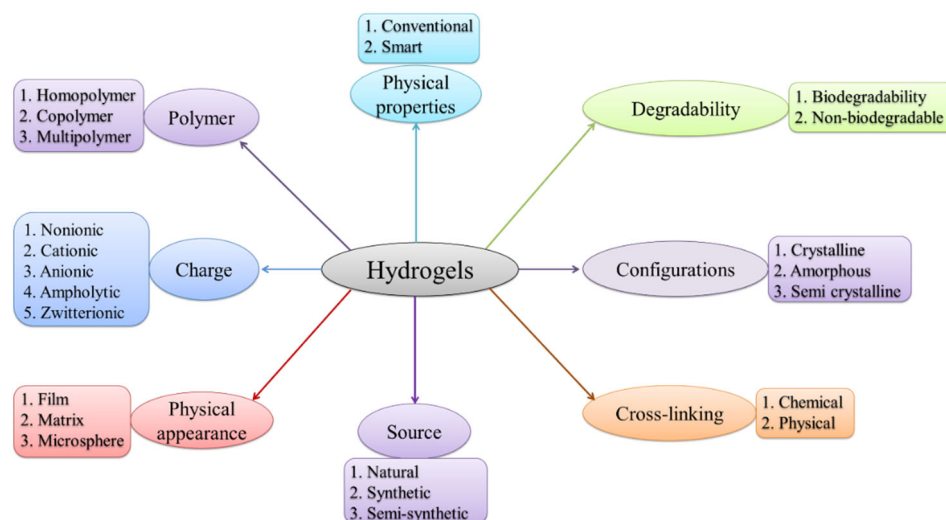 1. Conventional
2. Smart
Physical
properties
1. Homopolymer
2. Copolymer
3. Multipolymer
Polymer
Degradability
1. Biodegradability
2. Non-biodegradable
1. Nonionic
2. Cationic
3. Anionic
4. Ampholytic
5. Zwitterionic
Charge
Hydrogels
Configurations
1. Crystalline
2. Amorphous
3. Semi crystalline
1. Film
2. Matrix
3. Microsphere
Physical
appearance
Source
1. Natural
2. Synthetic
3. Semi-synthetic
Cross-linking
1. Chemical
2. Physical